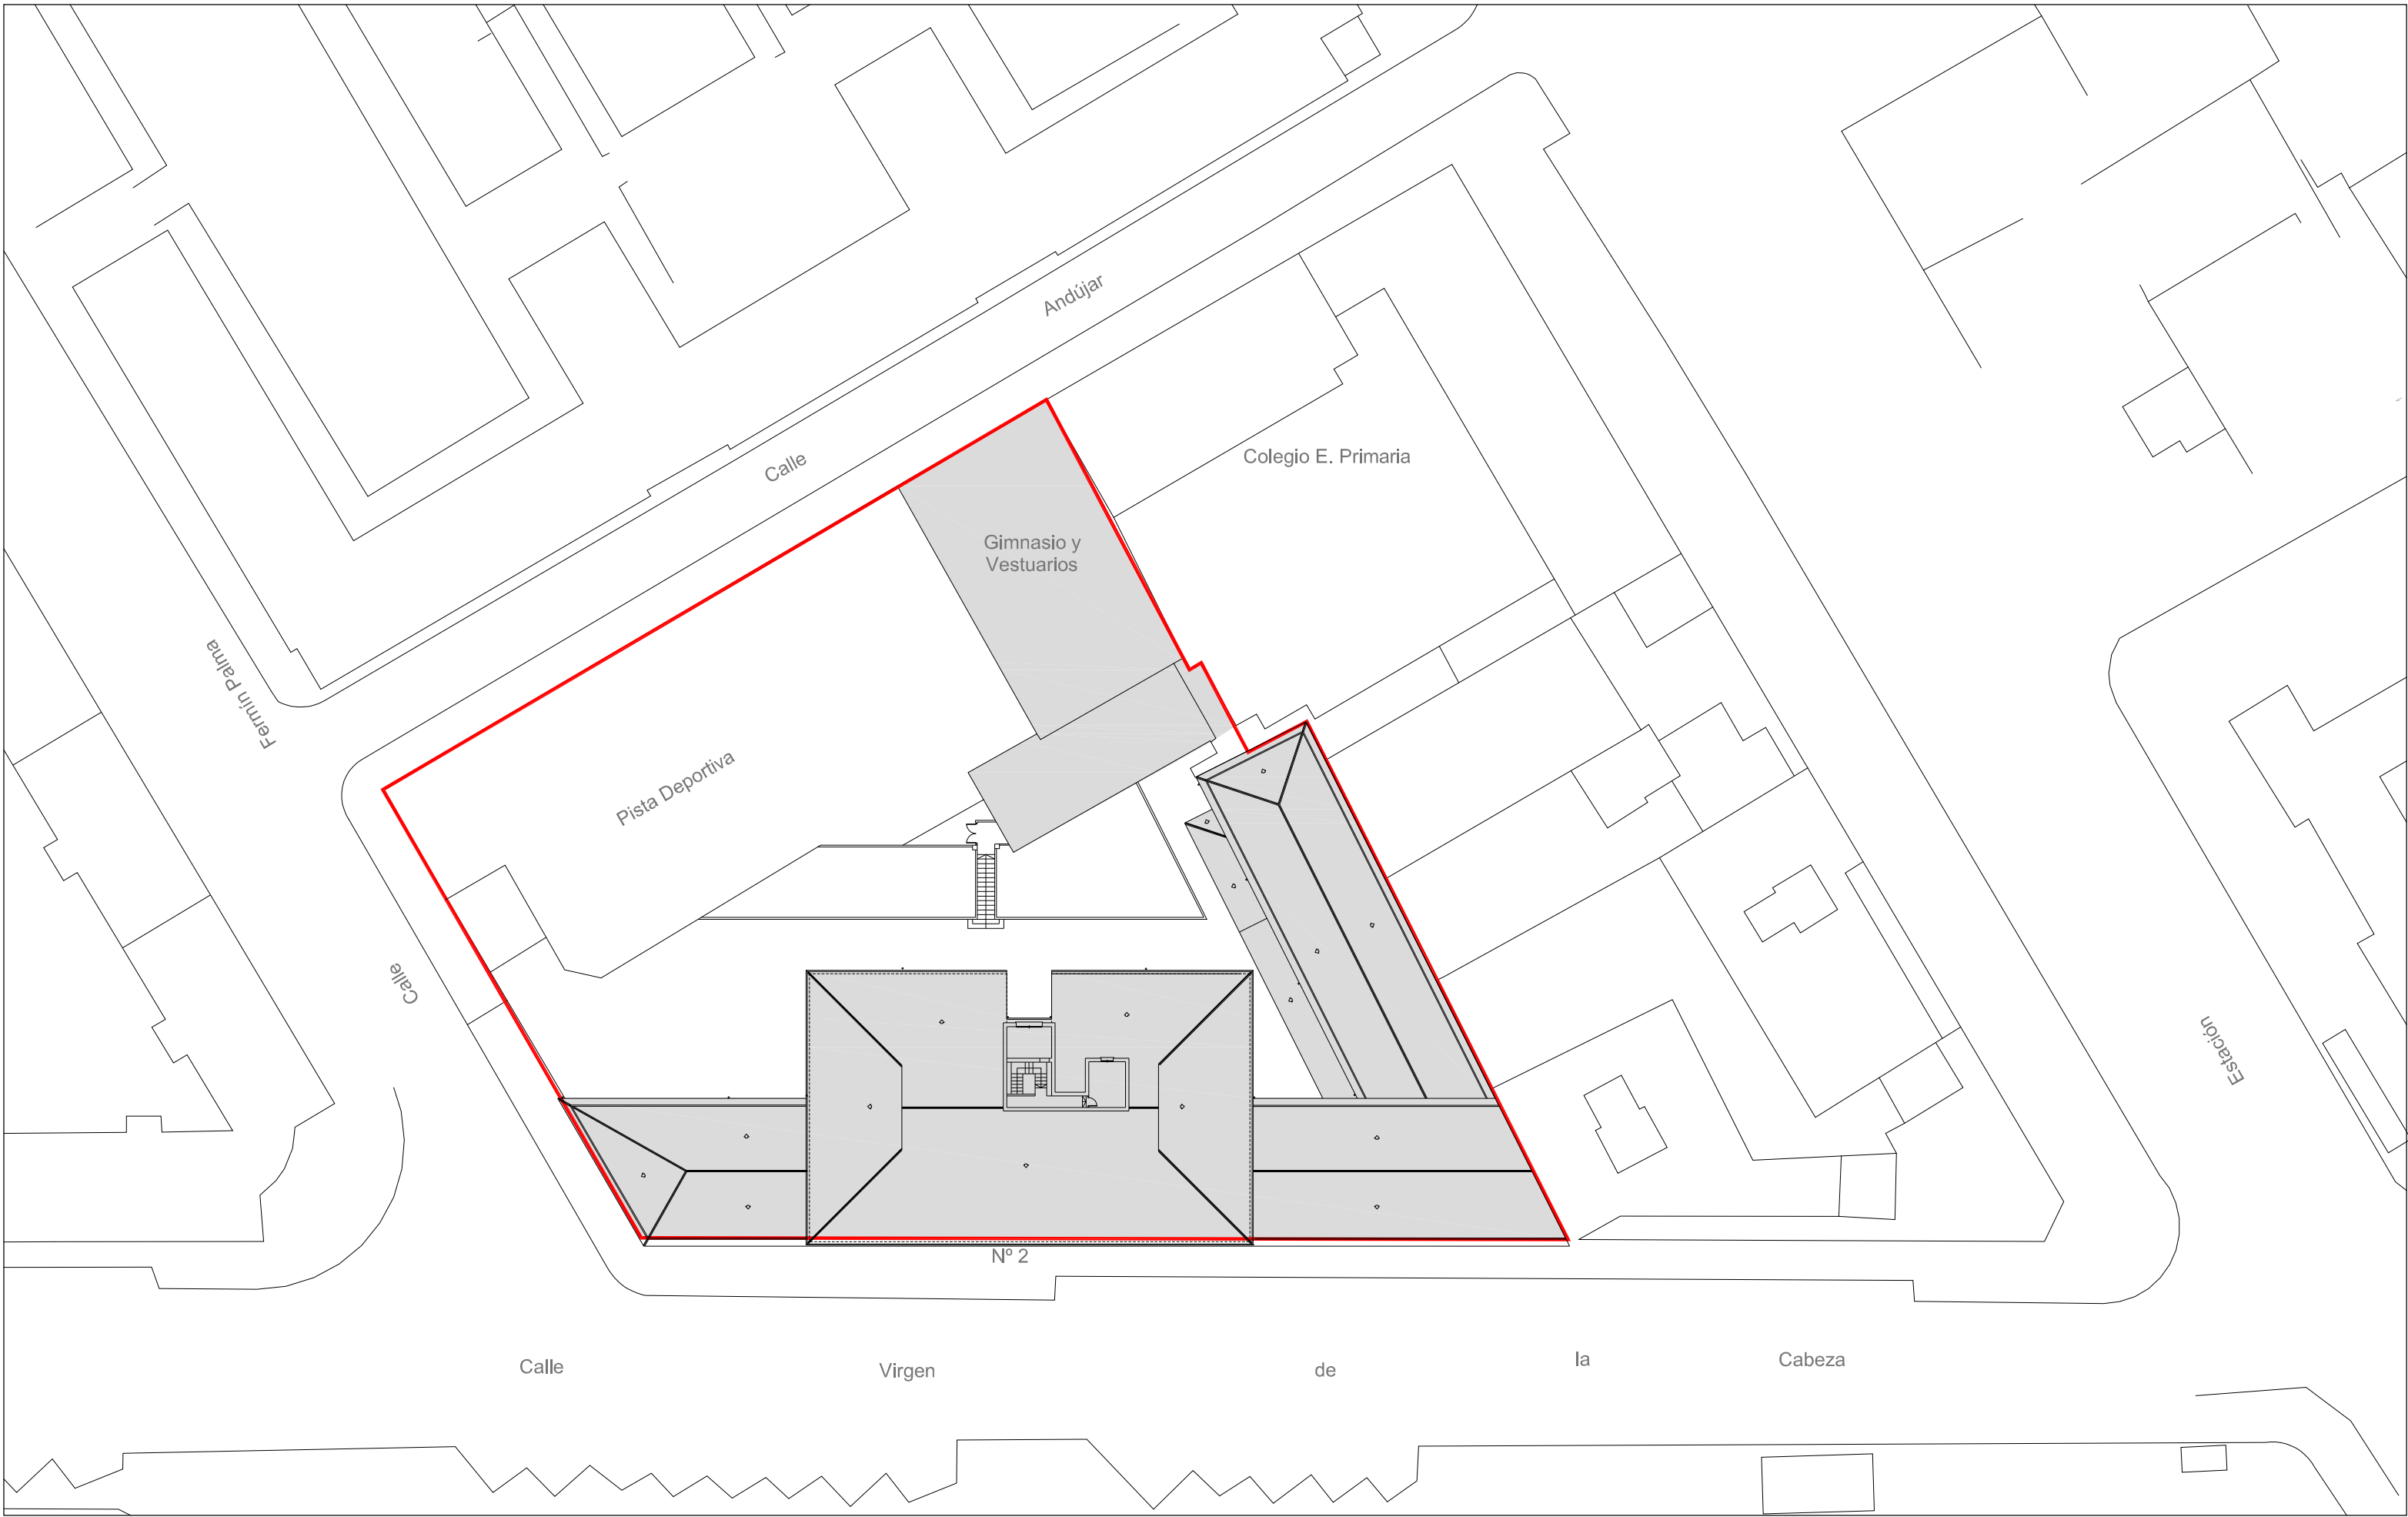 Andújar
Calle
Colegio E. Primaria
Gimnasio y
Vestuarios
Fermín Palma
Pista Deportiva
Calle
Estación
Nº 2
Calle Virgen de la Cabeza